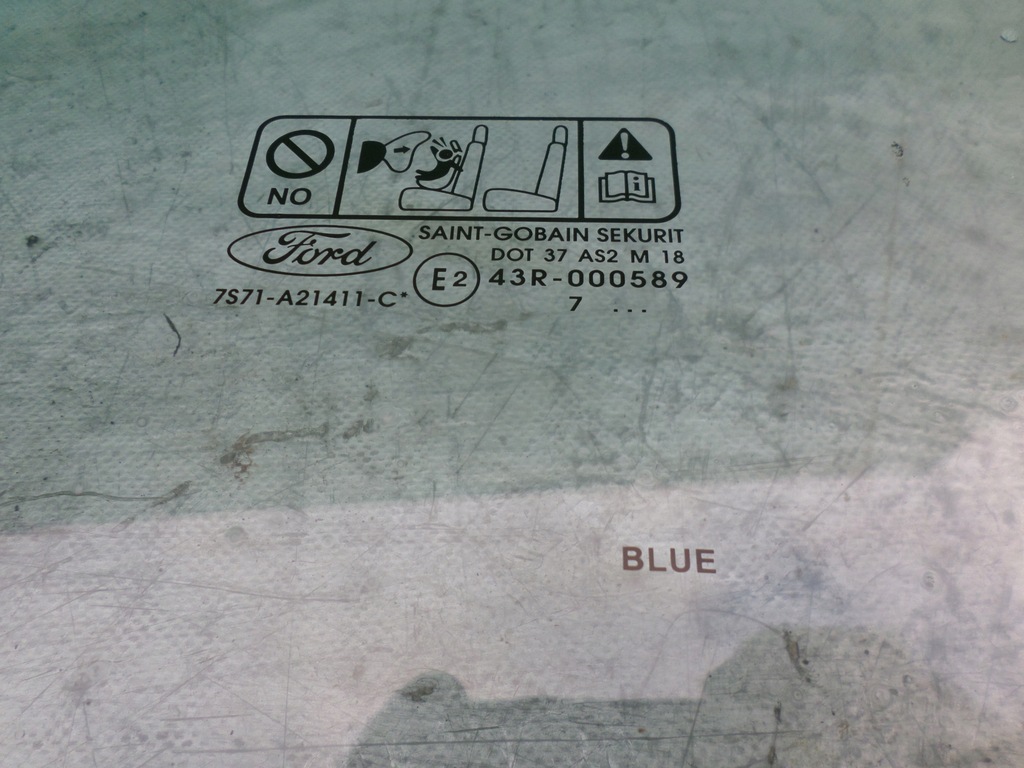 NO
Ford
SAINT-GOBAIN SEKURIT
DOT 37 AS2 M 18
E2 43R-000589
7S71-A21411-C*
7 ...
BLUE